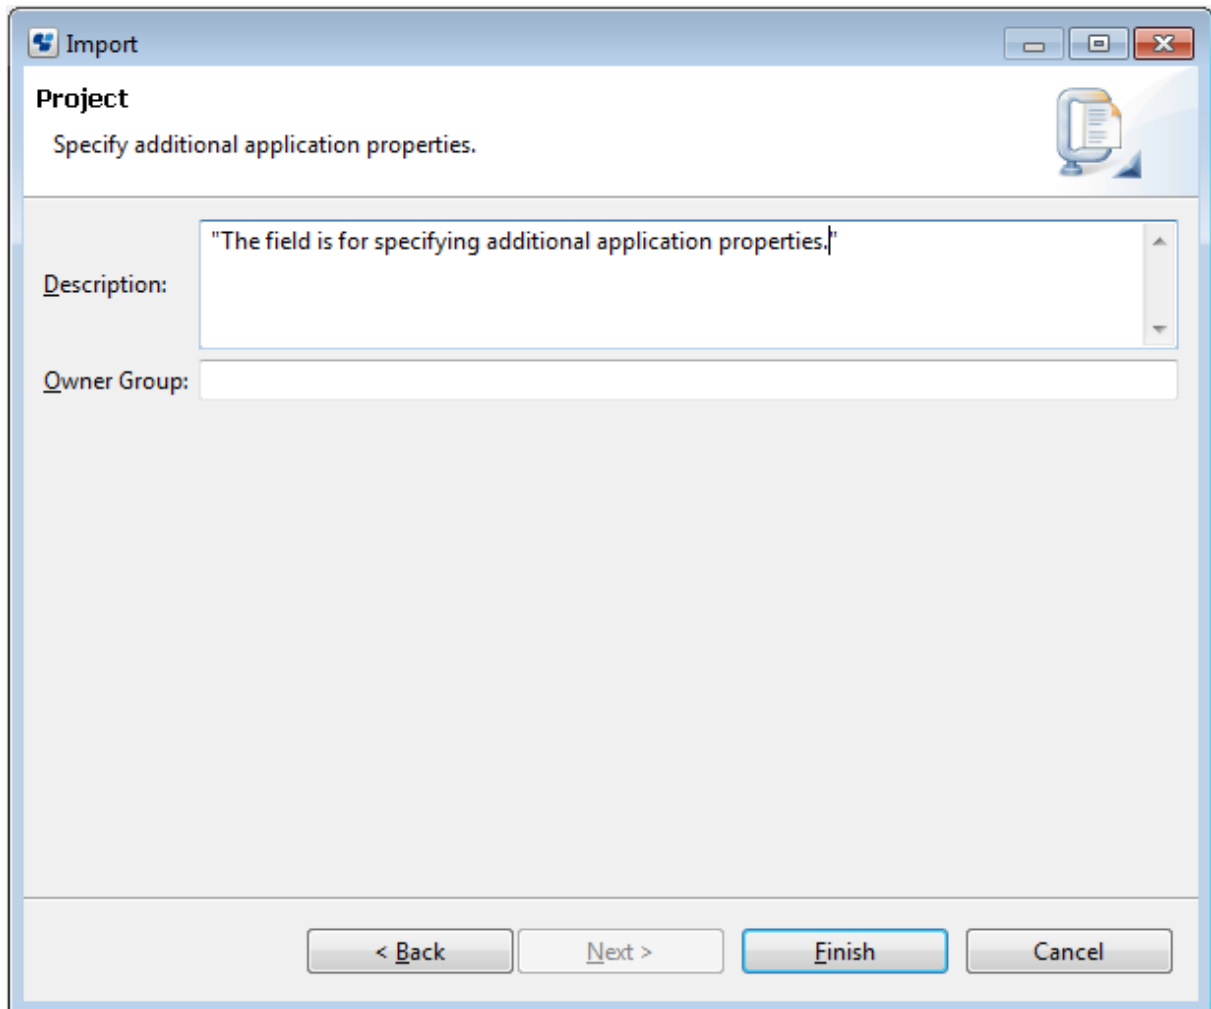 Import
Project
Specify additional application properties.
Description:
"The field is for specifying additional application properties."
Owner Group:
< Back
Next >
Finish
Cancel